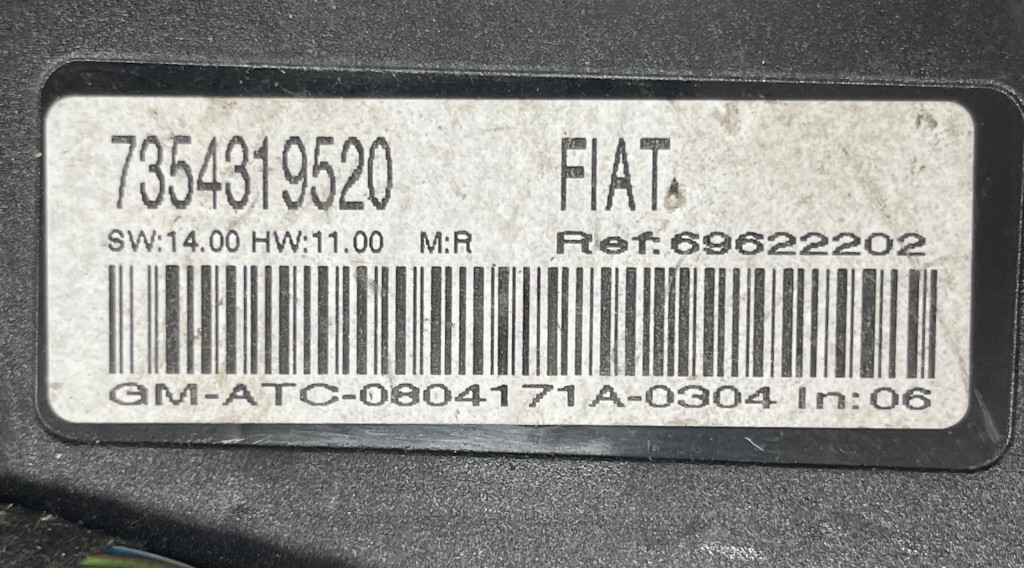 7354319520 FIAT
SW:14.00 HW:11.00 M:R Ref:69622202
GM-ATC-0804171A-0304 In:06